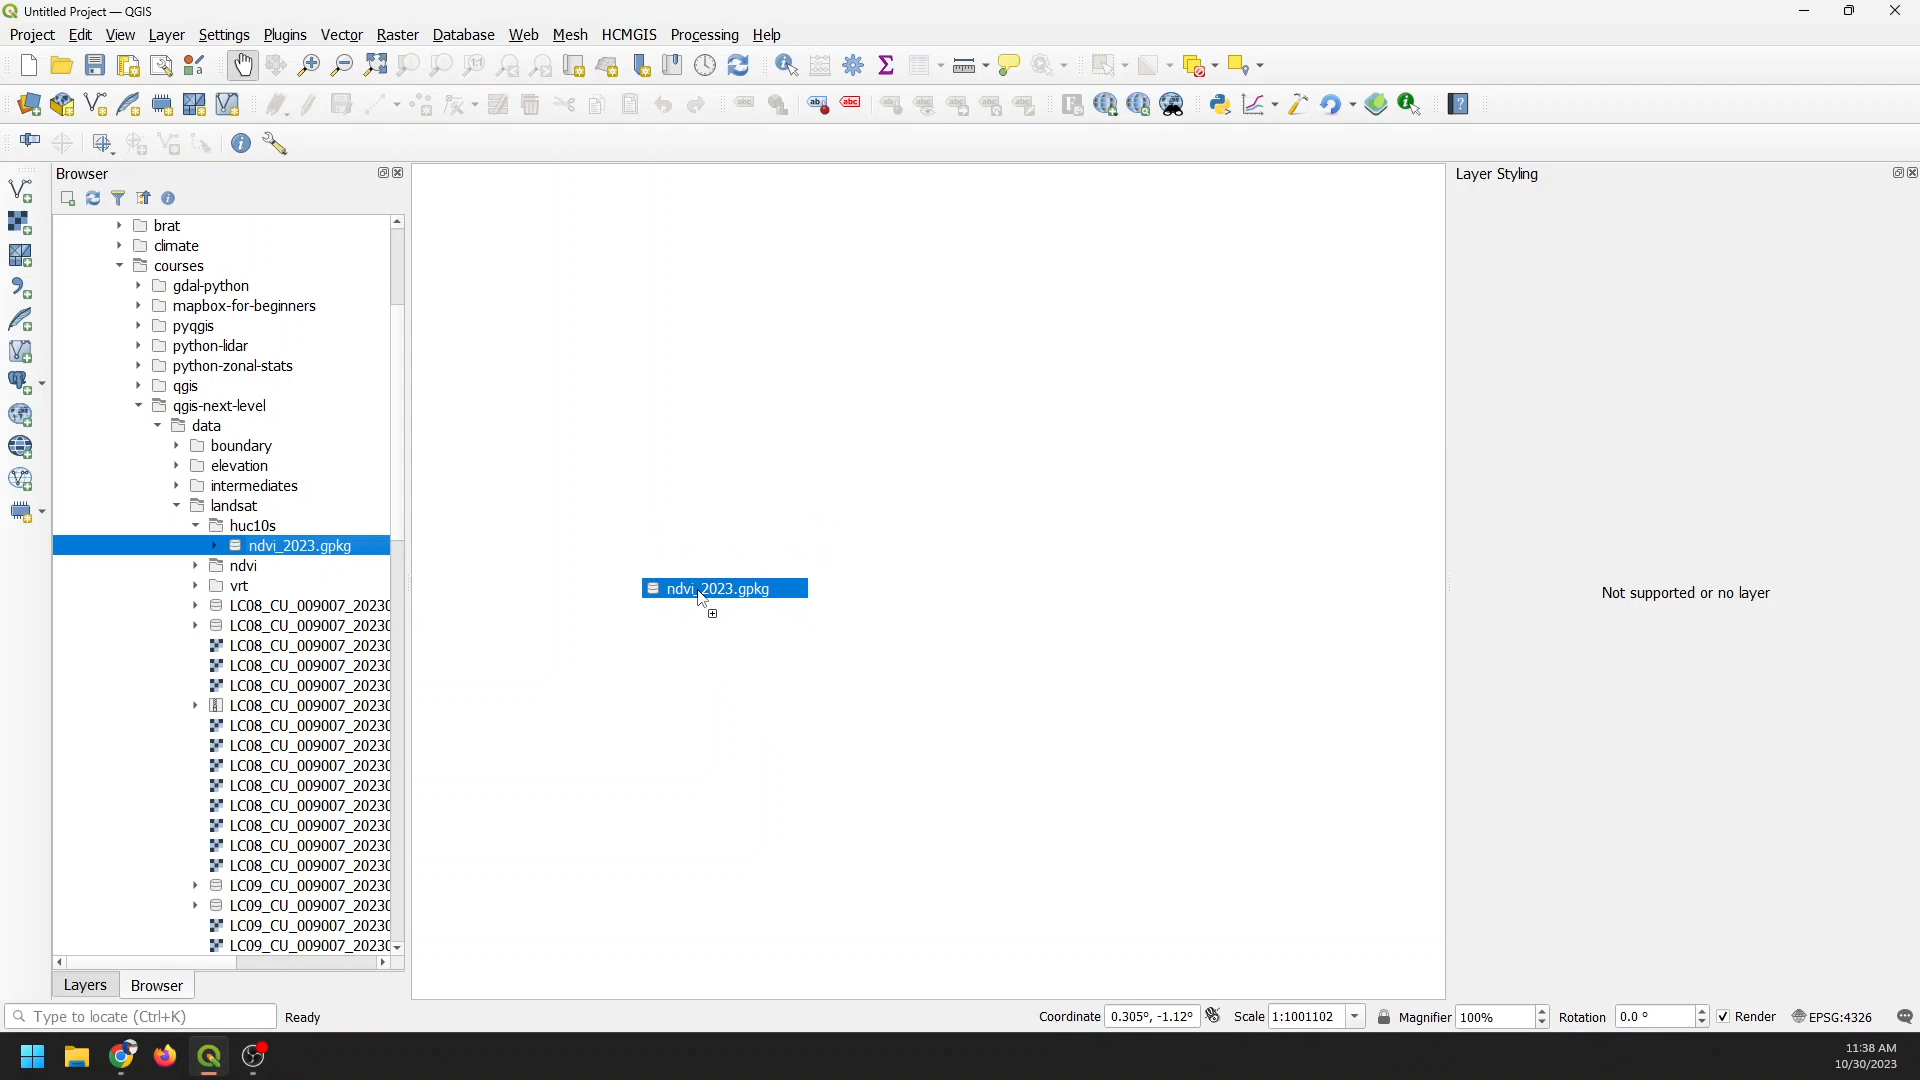 Untitled Project — QGIS
Project Edit View Layer Settings Plugins Vector Raster Database Web Mesh HCMGIS Processing Help
Browser
brat
climate
courses
gdal-python
mapbox-for-beginners
pyqgis
python-lidar
python-zonal-stats
qgis
qgis-next-level
data
boundary
elevation
intermediates
landsat
huc10s
ndvi_2023.gpkg
ndvi
vrt
LC08_CU_009007_2023
LC08_CU_009007_2023
LC08_CU_009007_2023
LC08_CU_009007_2023
LC08_CU_009007_2023
LC08_CU_009007_2023
LC08_CU_009007_2023
LC08_CU_009007_2023
LC08_CU_009007_2023
LC08_CU_009007_2023
LC08_CU_009007_2023
LC08_CU_009007_2023
LC08_CU_009007_2023
LC08_CU_009007_2023
LC09_CU_009007_2023
LC09_CU_009007_2023
LC09_CU_009007_2023
LC09_CU_009007_2023
Layers Browser
ndvi_2023.gpkg
Layer Styling
Not supported or no layer
Type to locate (Ctrl+K) Ready Coordinate 0.305°, -1.12° Scale 1:1001102 Magnifier 100% Rotation 0.0 ° Render EPSG:4326
11:38 AM
10/30/2023